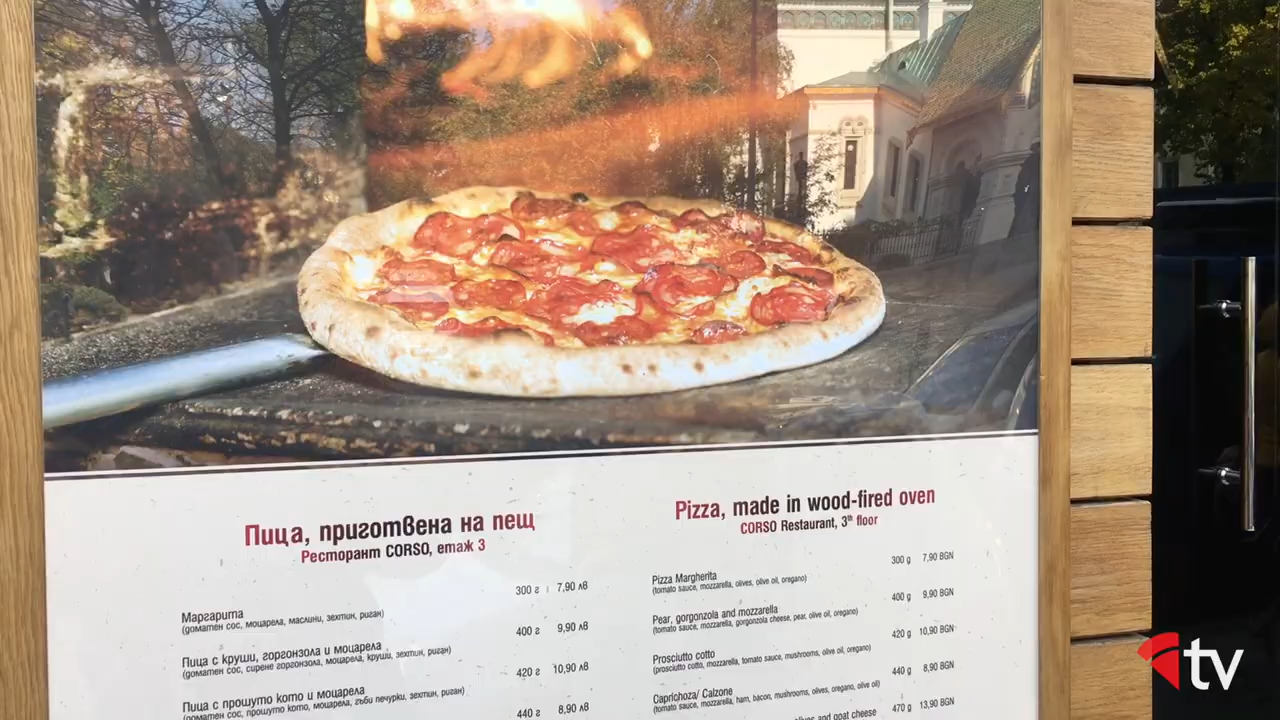 Пица, приготвена на пещ
Ресторант CORSO, етаж 3
300 г 7,90 лв
Маргарита
(доматен сос, моцарела, маслини, зехтин, риган)
400 г 9,90 лв
Пица с круши, горгонзола и моцарела
(доматен сос, сирене горгонзола, моцарела, круши, зехтин, риган)
420 г 10,90 лв
Пица с прошуто кото и моцарела
(доматен сос, прошуто кото, моцарела, гъби печурки, зехтин, риган)
440 г 8,90 лв
Pizza, made in wood-fired oven
CORSO Restaurant, 3th floor
300 g 7,90 BGN
Pizza Margherita
(tomato sauce, mozzarella, olives, olive oil, oregano)
400 g 9,90 BGN
Pear, gorgonzola and mozzarella
(tomato sauce, mozzarella, gorgonzola cheese, pear, olive oil, oregano)
420 g 10,90 BGN
Prosciutto cotto
(prosciutto cotto, mozzarella, tomato sauce, mushrooms, olive oil, oregano)
440 g 8,90 BGN
Caprichoza/ Calzone
(tomato sauce, mozzarella, ham, bacon, mushrooms, olives, oregano, olive oil)
470 g 13,90 BGN
olives and goat cheese
tv